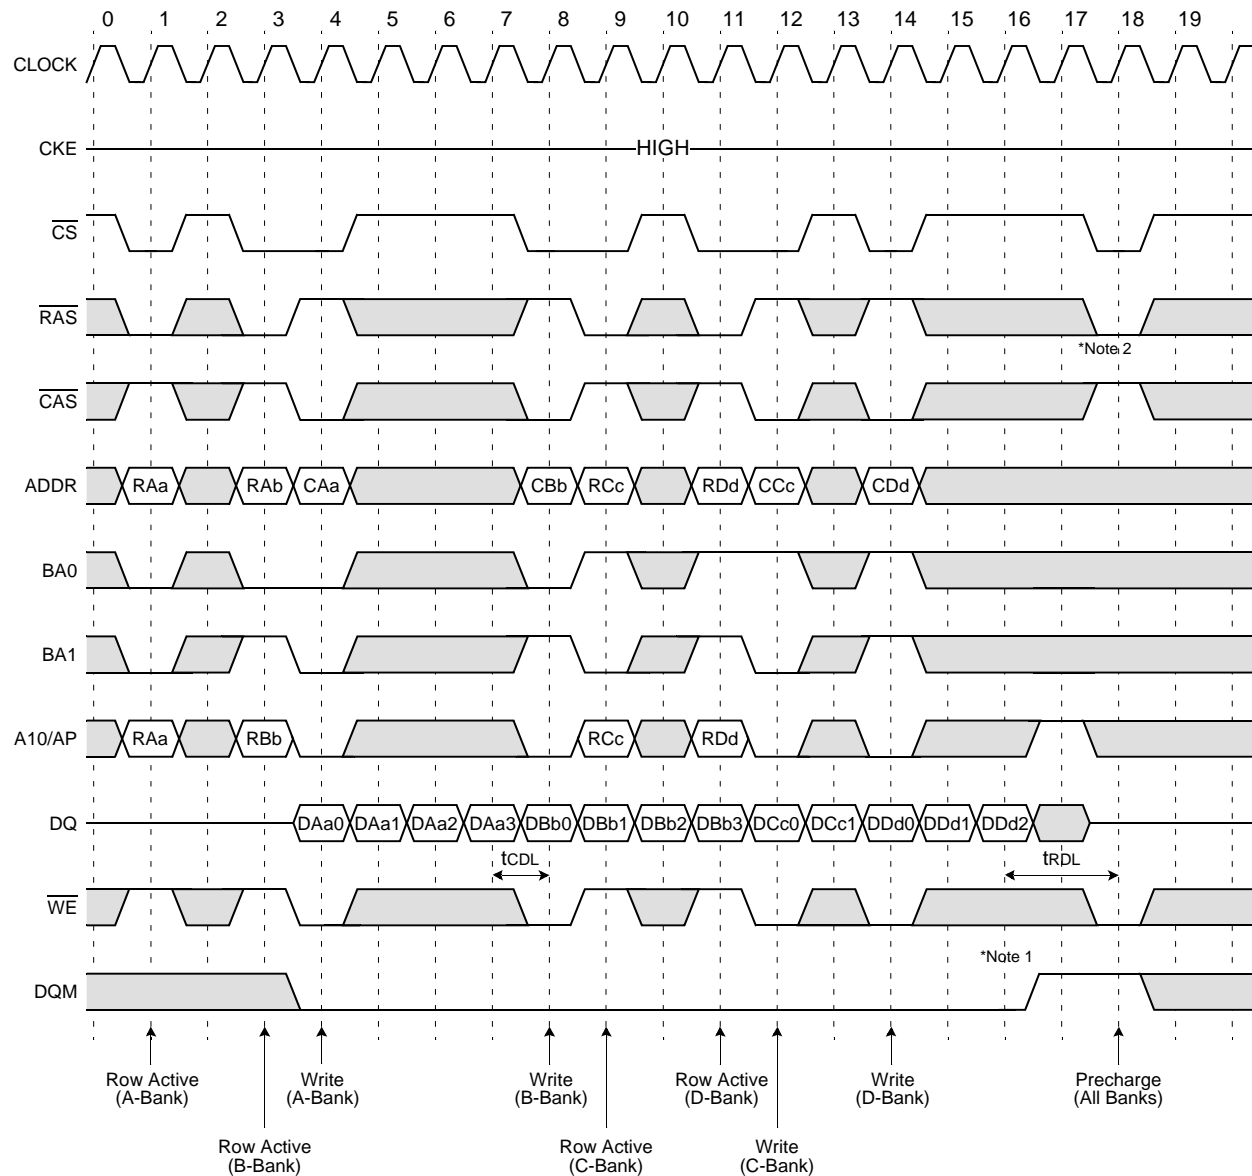 0 1 2 3 4 5 6 7 8 9 10 11 12 13 14 15 16 17 18 19
CLOCK
CKE HIGH
CS
RAS
*Note 2
CAS
ADDR RAa RAb CAa CBb RCc RDd CCc CDd
BA0
BA1
A10/AP RAa RBb RCc RDd
DQ DAa0 DAa1 DAa2 DAa3 DBb0 DBb1 DBb2 DBb3 DCc0 DCc1 DDd0 DDd1 DDd2
tCDL tRDL
WE
*Note 1
DQM
Row Active Write Write Row Active Write Precharge
(A-Bank) (A-Bank) (B-Bank) (D-Bank) (D-Bank) (All Banks)
Row Active Row Active Write
(B-Bank) (C-Bank) (C-Bank)